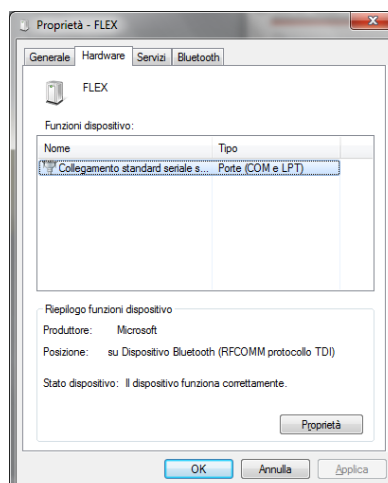 Proprietà - FLEX
Generale Hardware Servizi Bluetooth
FLEX
Funzioni dispositivo:
Nome Tipo
Collegamento standard seriale s... Porte (COM e LPT)
Riepilogo funzioni dispositivo
Produttore: Microsoft
Posizione: su Dispositivo Bluetooth (RFCOMM protocollo TDI)
Stato dispositivo: Il dispositivo funziona correttamente.
Proprietà
OK Annulla Applica